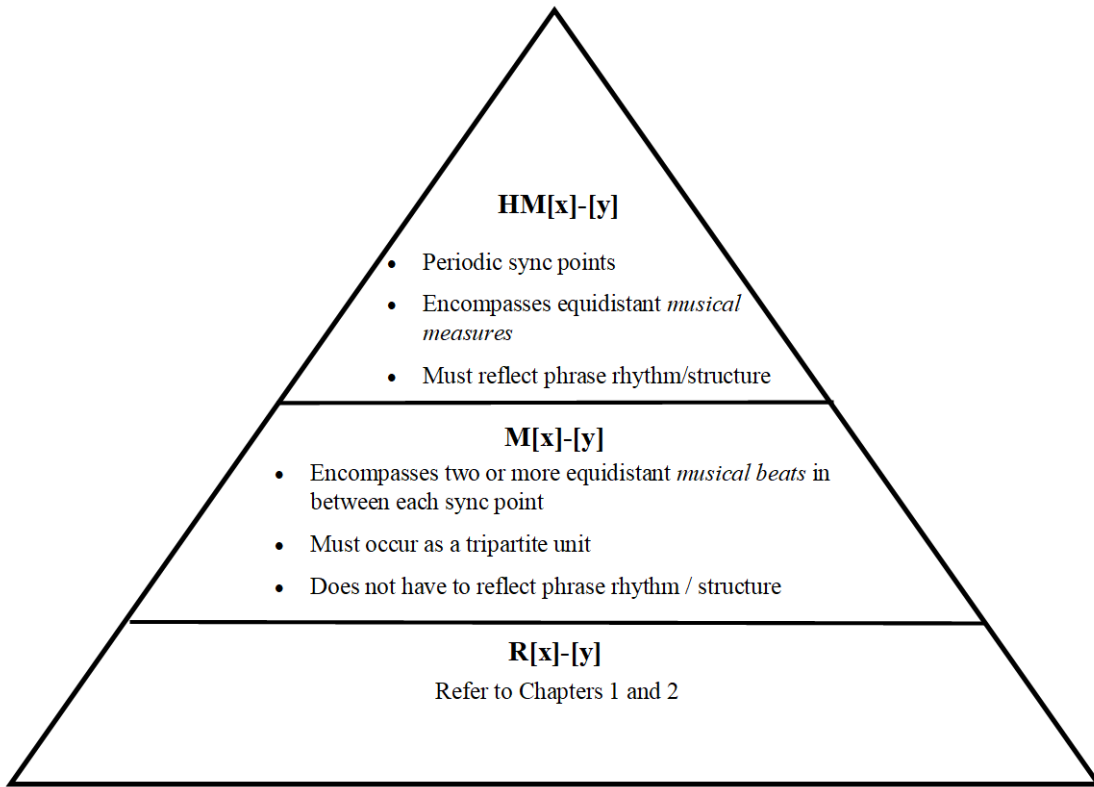 HM[x]-[y]
• Periodic sync points
• Encompasses equidistant musical
measures
• Must reflect phrase rhythm/structure
M[x]-[y]
• Encompasses two or more equidistant musical beats in
between each sync point
• Must occur as a tripartite unit
• Does not have to reflect phrase rhythm / structure
R[x]-[y]
Refer to Chapters 1 and 2